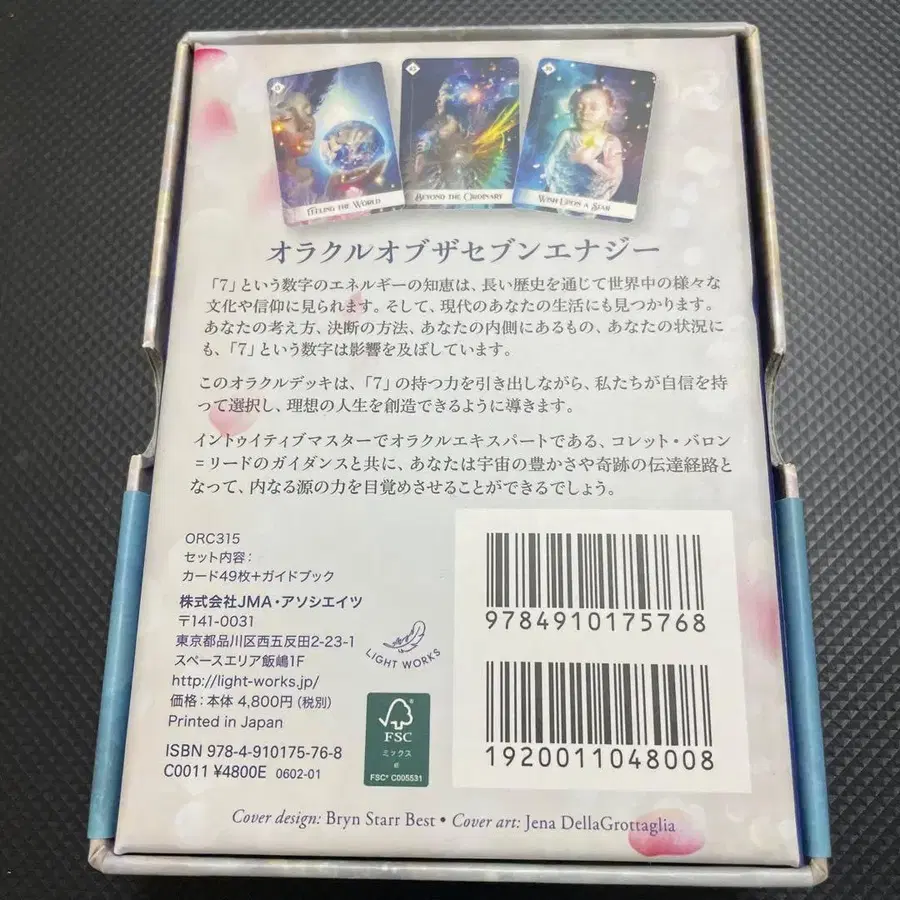 FEELING THE WORLD
BEYOND THE ORDINARY
WISH UPON A STAR
オラクルオブザセブンエナジー
「7」という数字のエネルギーの知恵は、長い歴史を通じて世界中の様々な
文化や信仰に見られます。そして、現代のあなたの生活にも見つかります。
あなたの考え方、決断の方法、あなたの内側にあるもの、あなたの状況に
も、「7」という数字は影響を及ぼしています。
このオラクルデッキは、「7」の持つ力を引き出しながら、私たちが自信を持
って選択し、理想の人生を創造できるように導きます。
イントゥイティブマスターでオラクルエキスパートである、コレット・バロン
=リードのガイダンスと共に、あなたは宇宙の豊かさや奇跡の伝達経路と
なって、内なる源の力を目覚めさせることができるでしょう。
ORC315
セット内容:
カード49枚+ガイドブック
株式会社JMA・アソシエイツ
〒141-0031
東京都品川区西五反田2-23-1
スペースエリア飯嶋1F
http://light-works.jp/
価格:本体 4,800円(税別)
Printed in Japan
ISBN 978-4-910175-76-8
C0011 ¥4800E 0602-01
LIGHT WORKS
FSC
ミックス
紙
FSC® C005531
9784910175768
1920011048008
Cover design: Bryn Starr Best • Cover art: Jena DellaGrottaglia